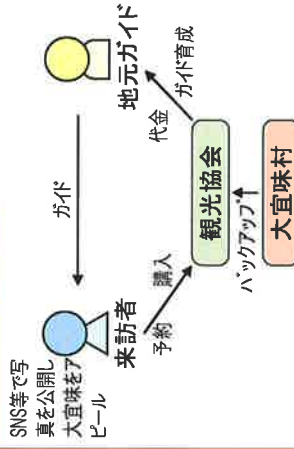 SNS等で写
真を公開し
大宜味をア
ピール
来訪者
ガイド
地元ガイド
予約
購入
代金
ガイド育成
観光協会
バックアップ
大宜味村